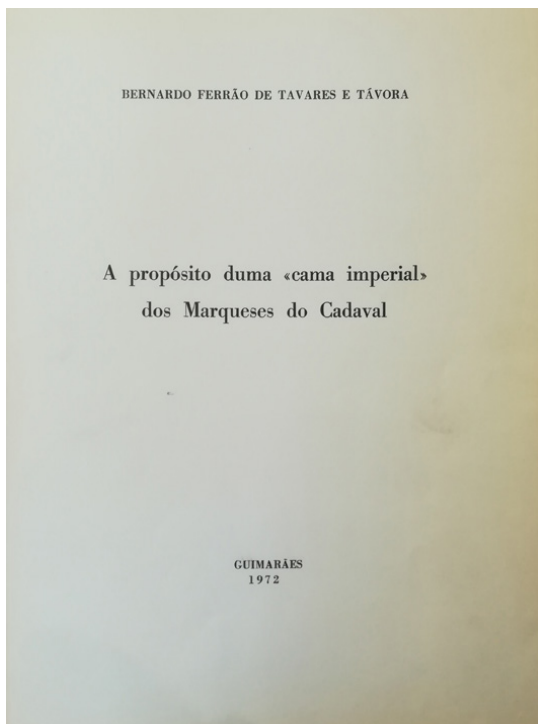 BERNARDO FERRÃO DE TAVARES E TÁVORA
A propósito duma «cama imperial»
dos Marqueses do Cadaval
GUIMARÃES
1972